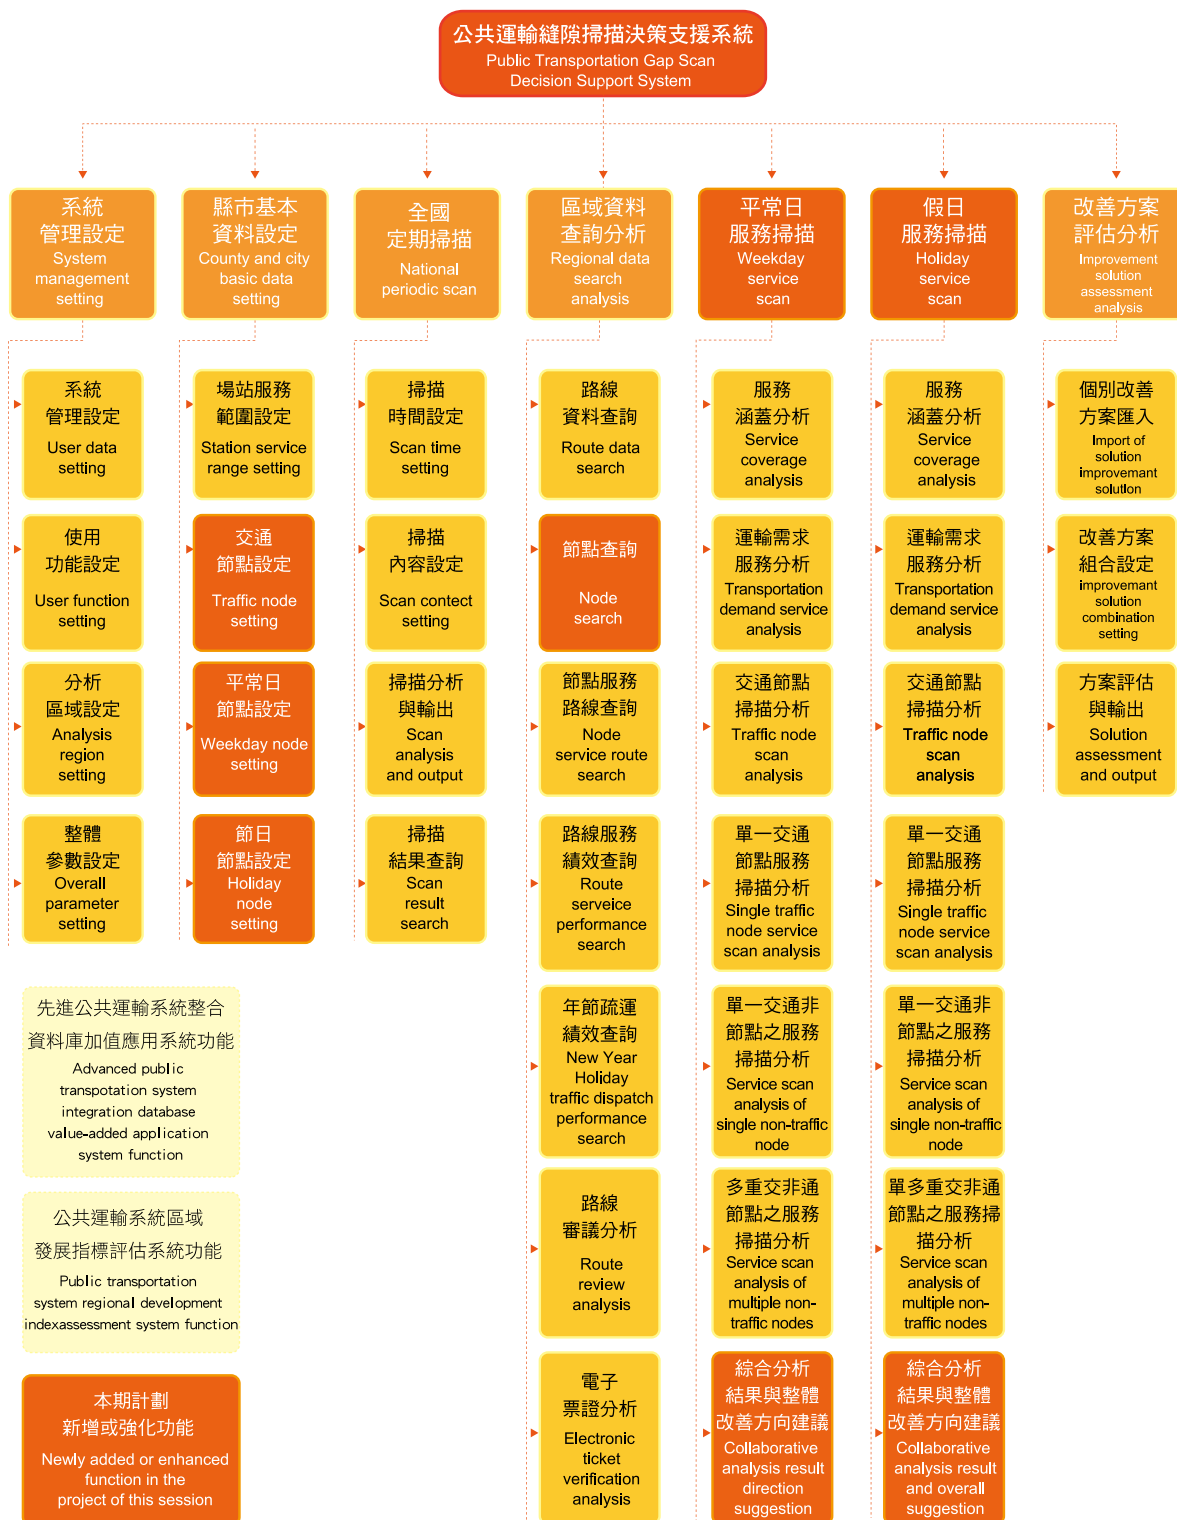 公共運輸縫隙掃描決策支援系統
Public Transportation Gap Scan
Decision Support System
系統
管理設定
System
management
setting
縣市基本
資料設定
County and city
basic data
setting
全國
定期掃描
National
periodic scan
區域資料
查詢分析
Regional data
search
analysis
平常日
服務掃描
Weekday
service
scan
假日
服務掃描
Holiday
service
scan
改善方案
評估分析
Improvement
solution
assessment
analysis
系統
管理設定
User data
setting
使用
功能設定
User function
setting
分析
區域設定
Analysis
region
setting
整體
參數設定
Overall
parameter
setting
場站服務
範圍設定
Station service
range setting
交通
節點設定
Traffic node
setting
平常日
節點設定
Weekday node
setting
節日
節點設定
Holiday
node
setting
掃描
時間設定
Scan time
setting
掃描
內容設定
Scan contect
setting
掃描分析
與輸出
Scan
analysis
and output
掃描
結果查詢
Scan
result
search
路線
資料查詢
Route data
search
節點查詢
Node
search
節點服務
路線查詢
Node
service route
search
路線服務
績效查詢
Route
serveice
performance
search
年節疏運
績效查詢
New Year
Holiday
traffic dispatch
performance
search
路線
審議分析
Route
review
analysis
電子
票證分析
Electronic
ticket
verification
analysis
服務
涵蓋分析
Service
coverage
analysis
運輸需求
服務分析
Transportation
demand service
analysis
交通節點
掃描分析
Traffic node
scan
analysis
單一交通
節點服務
掃描分析
Single traffic
node service
scan analysis
單一交通非
節點之服務
掃描分析
Service scan
analysis of
single non-traffic
node
多重交非通
節點之服務
掃描分析
Service scan
analysis of
multiple non-
traffic nodes
綜合分析
結果與整體
改善方向建議
Collaborative
analysis result
direction
suggestion
服務
涵蓋分析
Service
coverage
analysis
運輸需求
服務分析
Transportation
demand service
analysis
交通節點
掃描分析
Traffic node
scan
analysis
單一交通
節點服務
掃描分析
Single traffic
node service
scan analysis
單一交通非
節點之服務
掃描分析
Service scan
analysis of
single non-traffic
node
單多重交非通
節點之服務掃
描分析
Service scan
analysis of
multiple non-
traffic nodes
綜合分析
結果與整體
改善方向建議
Collaborative
analysis result
and overall
suggestion
個別改善
方案匯入
Import of
solution
improvemant
solution
改善方案
組合設定
improvemant
solution
combination
setting
方案評估
與輸出
Solution
assessment
and output
先進公共運輸系統整合
資料庫加值應用系統功能
Advanced public
transpotation system
integration database
value-added application
system function
公共運輸系統區域
發展指標評估系統功能
Public transportation
system regional development
indexassessment system function
本期計劃
新增或強化功能
Newly added or enhanced
function in the
project of this session